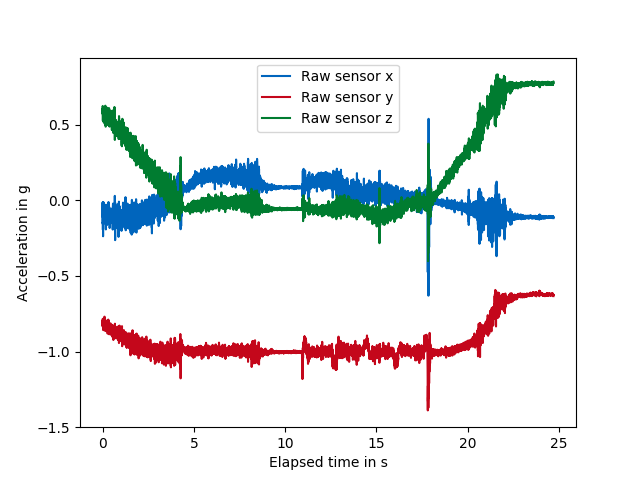 Raw sensor x
Raw sensor y
Raw sensor z
Acceleration in g
0.5
0.0
−0.5
−1.0
−1.5
0 5 10 15 20 25
Elapsed time in s